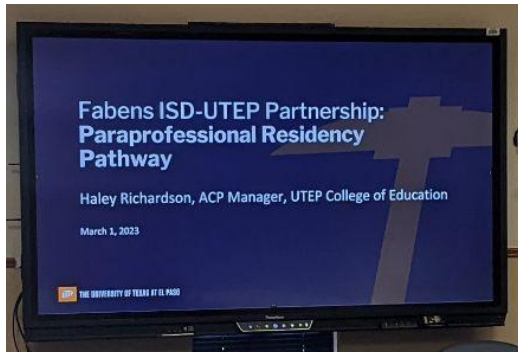 Fabens ISD-UTEP Partnership:
Paraprofessional Residency
Pathway
Haley Richardson, ACP Manager, UTEP College of Education
March 1, 2023
THE UNIVERSITY OF TEXAS AT EL PASO